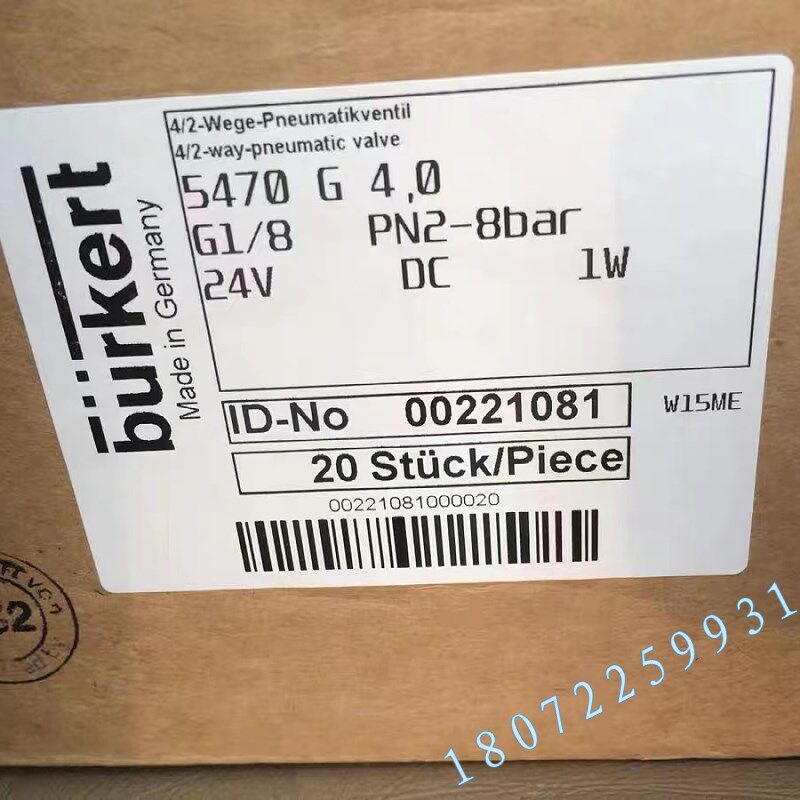 4/2-Wege-Pneumatikventil
4/2-way-pneumatic valve
5470 G 4,0
G1/8 PN2-8bar
24V DC 1W
bürkert
Made in Germany
ID-No 00221081
W15ME
20 Stück/Piece
00221081000020
18072259931